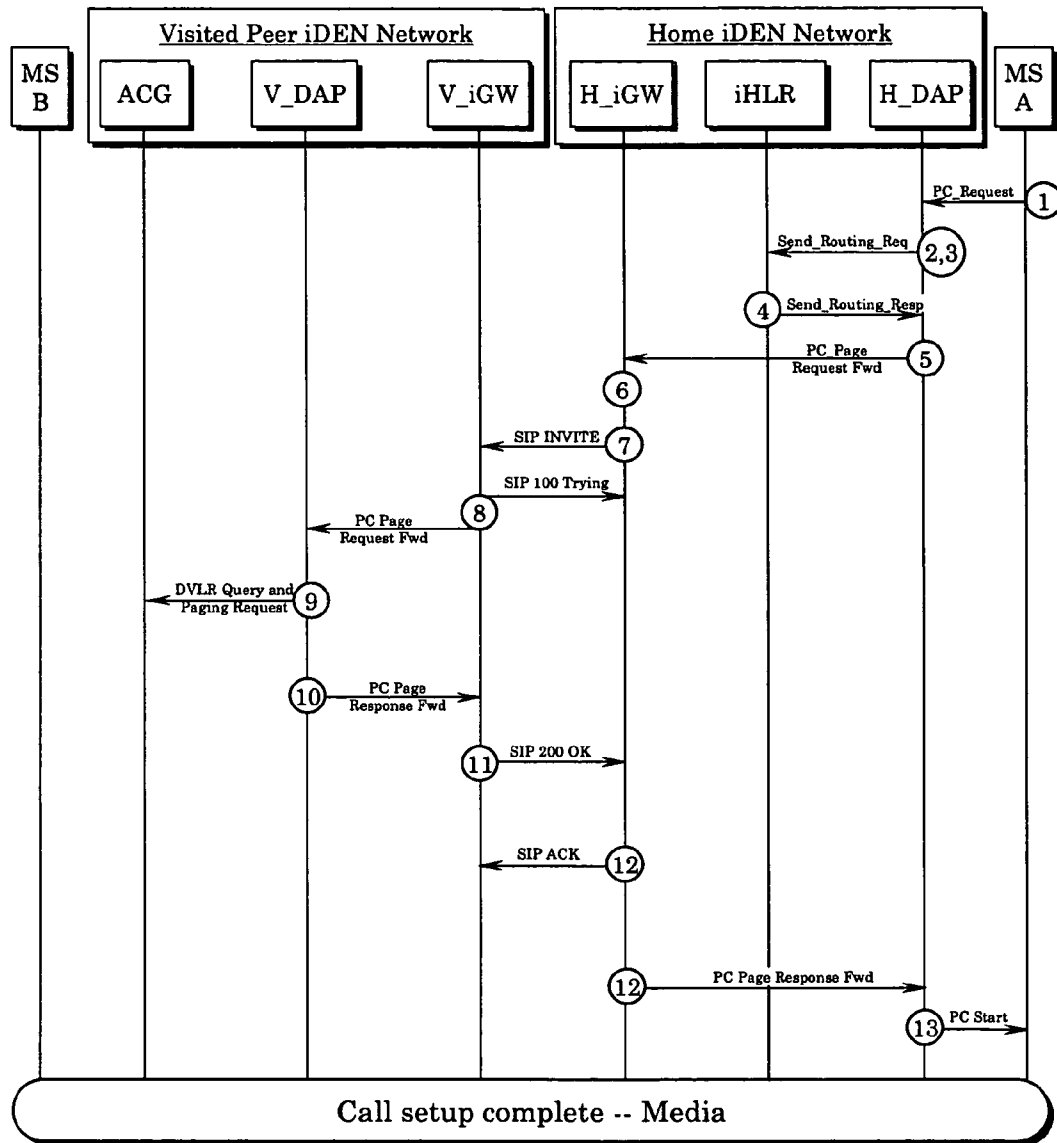 Visited Peer iDEN Network
Home iDEN Network
MS
B
ACG
V_DAP
V_iGW
H_iGW
iHLR
H_DAP
MS
A
PC_Request
1
Send_Routing_Req
2,3
4
Send_Routing_Resp
PC_Page
Request Fwd
5
6
SIP INVITE
7
SIP 100 Trying
8
PC Page
Request Fwd
DVLR Query and
Paging Request
9
10
PC Page
Response Fwd
11
SIP 200 OK
SIP ACK
12
12
PC Page Response Fwd
13
PC Start
Call setup complete -- Media